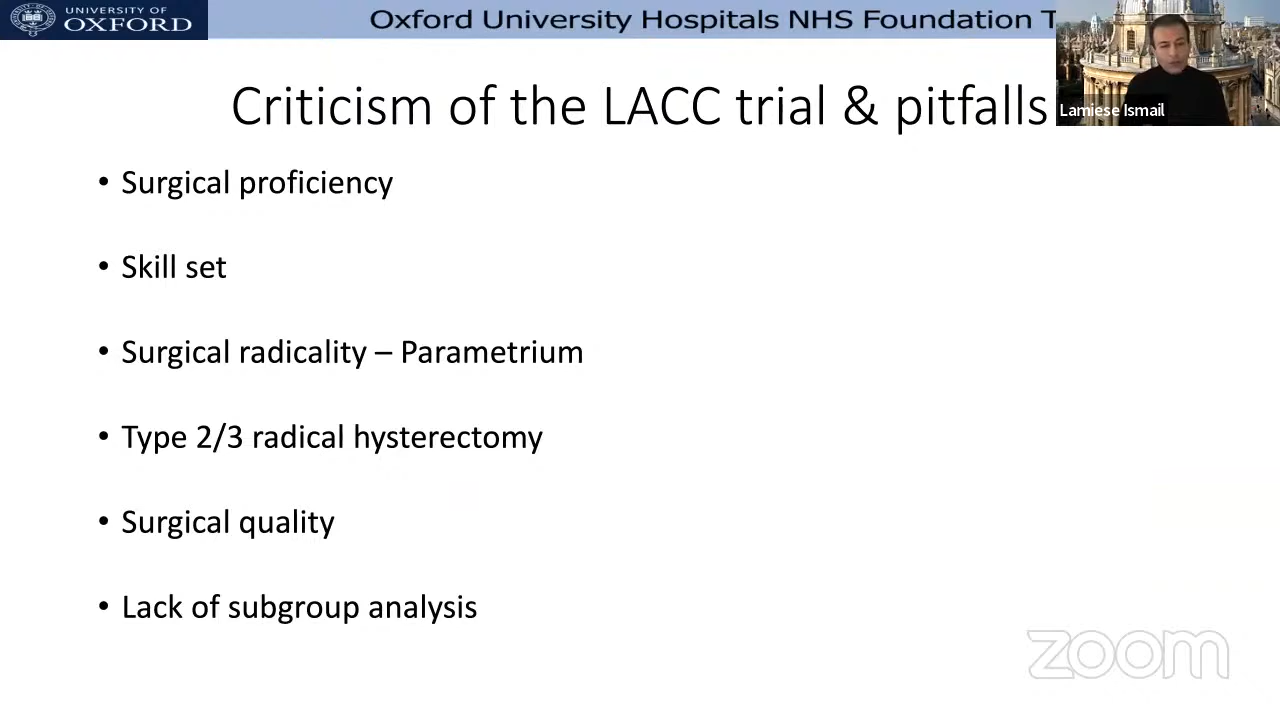 UNIVERSITY OF
OXFORD
Oxford University Hospitals NHS Foundation T
Criticism of the LACC trial & pitfalls
Lamiese Ismail
• Surgical proficiency
• Skill set
• Surgical radicality – Parametrium
• Type 2/3 radical hysterectomy
• Surgical quality
• Lack of subgroup analysis
zoom